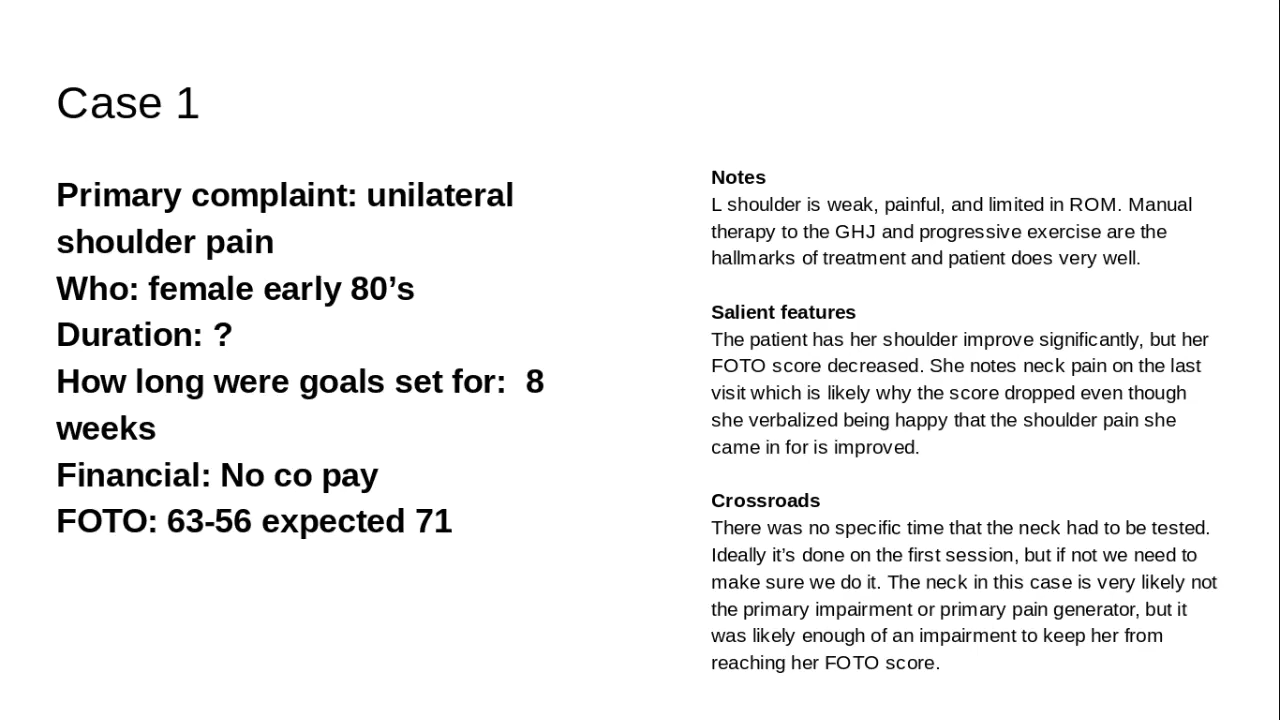 Case 1
Primary complaint: unilateral
shoulder pain
Who: female early 80’s
Duration: ?
How long were goals set for:  8
weeks
Financial: No co pay
FOTO: 63-56 expected 71
Notes
L shoulder is weak, painful, and limited in ROM. Manual
therapy to the GHJ and progressive exercise are the
hallmarks of treatment and patient does very well.
Salient features
The patient has her shoulder improve significantly, but her
FOTO score decreased. She notes neck pain on the last
visit which is likely why the score dropped even though
she verbalized being happy that the shoulder pain she
came in for is improved.
Crossroads
There was no specific time that the neck had to be tested.
Ideally it’s done on the first session, but if not we need to
make sure we do it. The neck in this case is very likely not
the primary impairment or primary pain generator, but it
was likely enough of an impairment to keep her from
reaching her FOTO score.